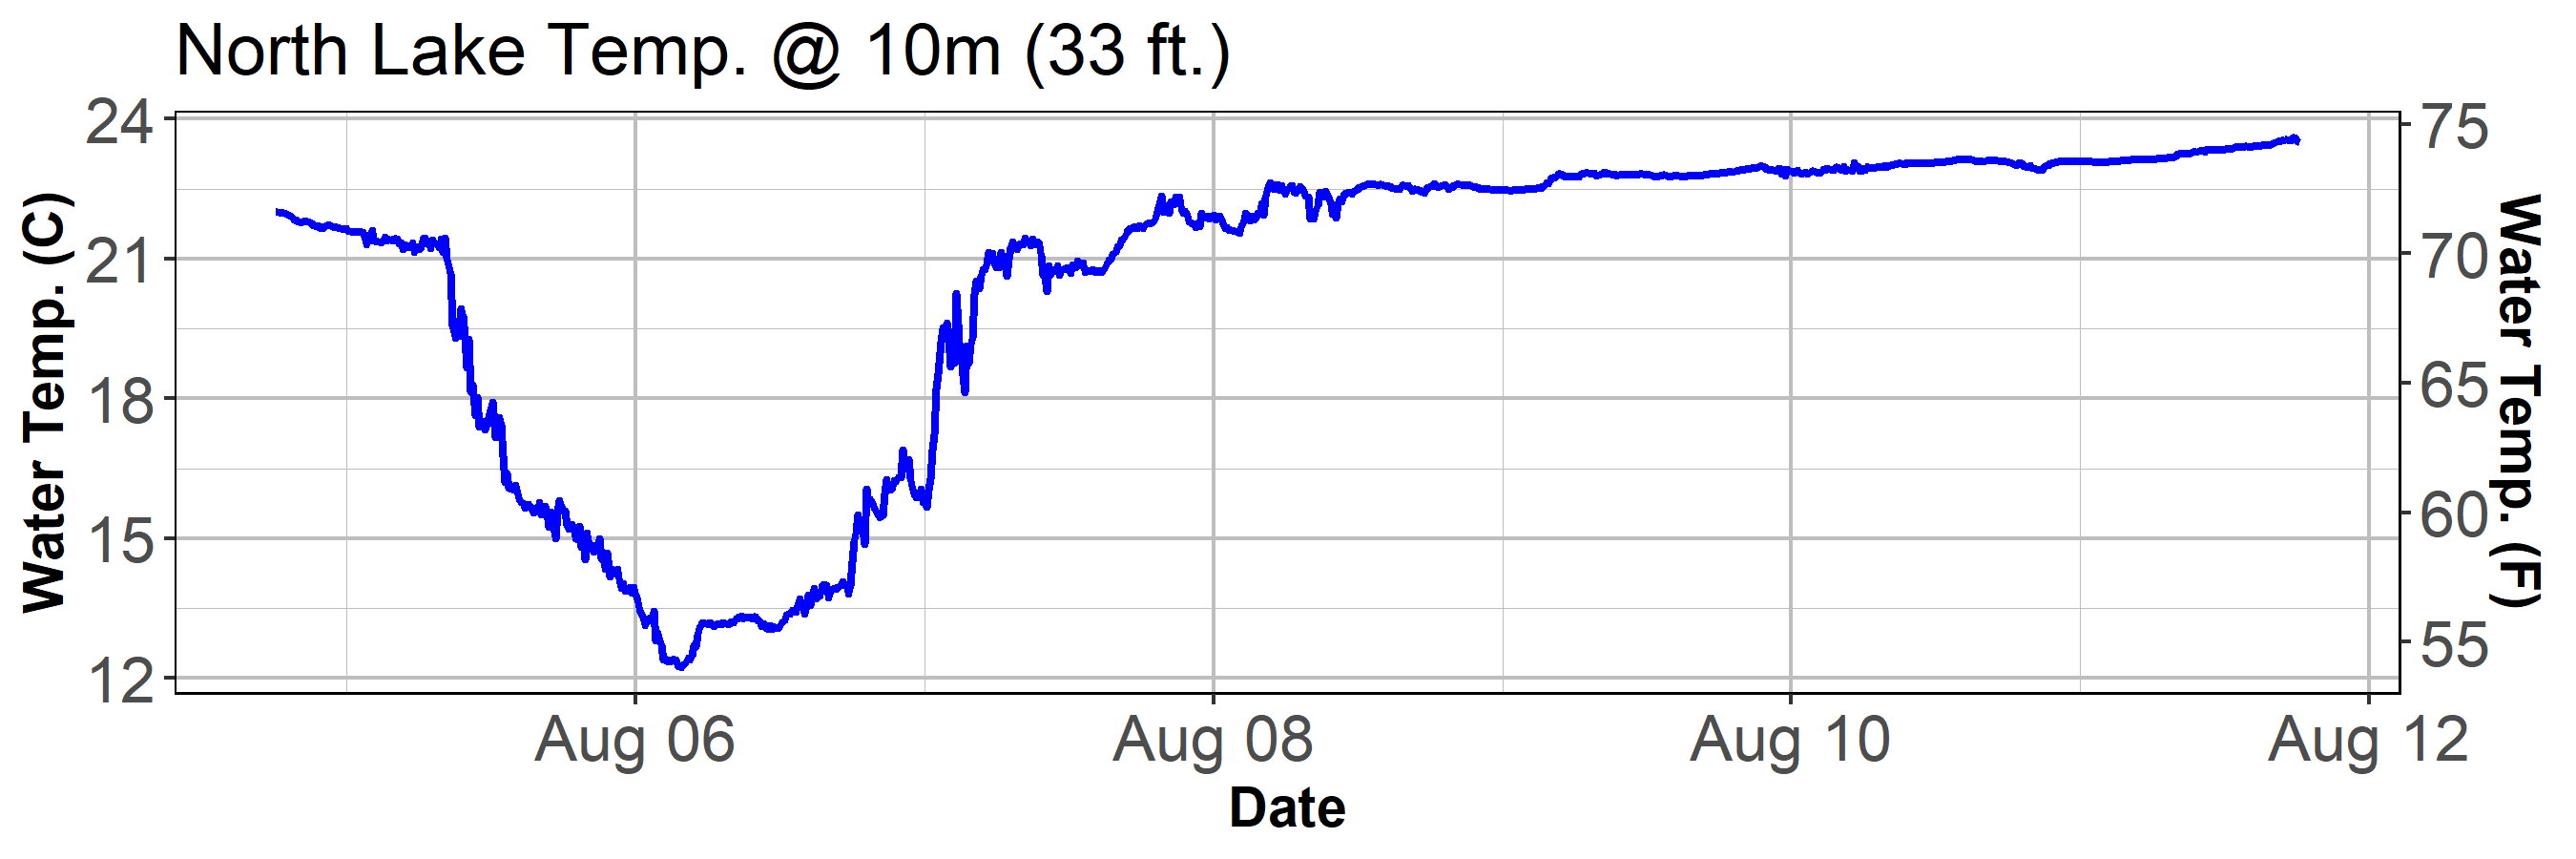 North Lake Temp. @ 10m (33 ft.)
Water Temp. (C)
24
21
18
15
12
75
70
65
60
55
Water Temp. (F)
Aug 06
Aug 08
Aug 10
Aug 12
Date